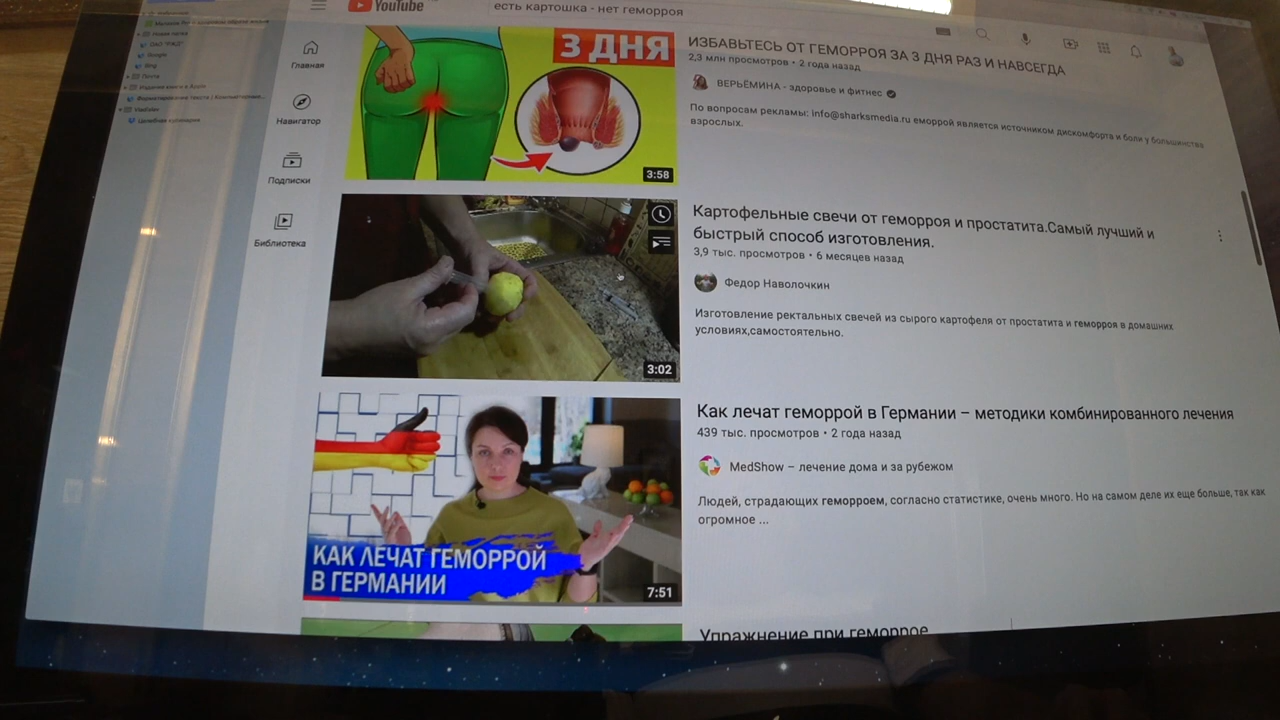 YouTube
есть картошка - нет геморроя
Главная
Навигатор
Подписки
Библиотека
3 ДНЯ
3:58
ИЗБАВЬТЕСЬ ОТ ГЕМОРРОЯ ЗА 3 ДНЯ РАЗ И НАВСЕГДА
2,3 млн просмотров • 2 года назад
ВЕРЬЁМИНА - здоровье и фитнес
По вопросам рекламы: info@sharksmedia.ru еморрой является источником дискомфорта и боли у большинства
взрослых.
3:02
Картофельные свечи от геморроя и простатита.Самый лучший и
быстрый способ изготовления.
3,9 тыс. просмотров • 6 месяцев назад
Федор Наволочкин
Изготовление ректальных свечей из сырого картофеля от простатита и геморроя в домашних
условиях,самостоятельно.
КАК ЛЕЧАТ ГЕМОРРОЙ
В ГЕРМАНИИ
7:51
Как лечат геморрой в Германии – методики комбинированного лечения
439 тыс. просмотров • 2 года назад
MedShow – лечение дома и за рубежом
Людей, страдающих геморроем, согласно статистике, очень много. Но на самом деле их еще больше, так как
огромное ...
Упражнение при геморрое